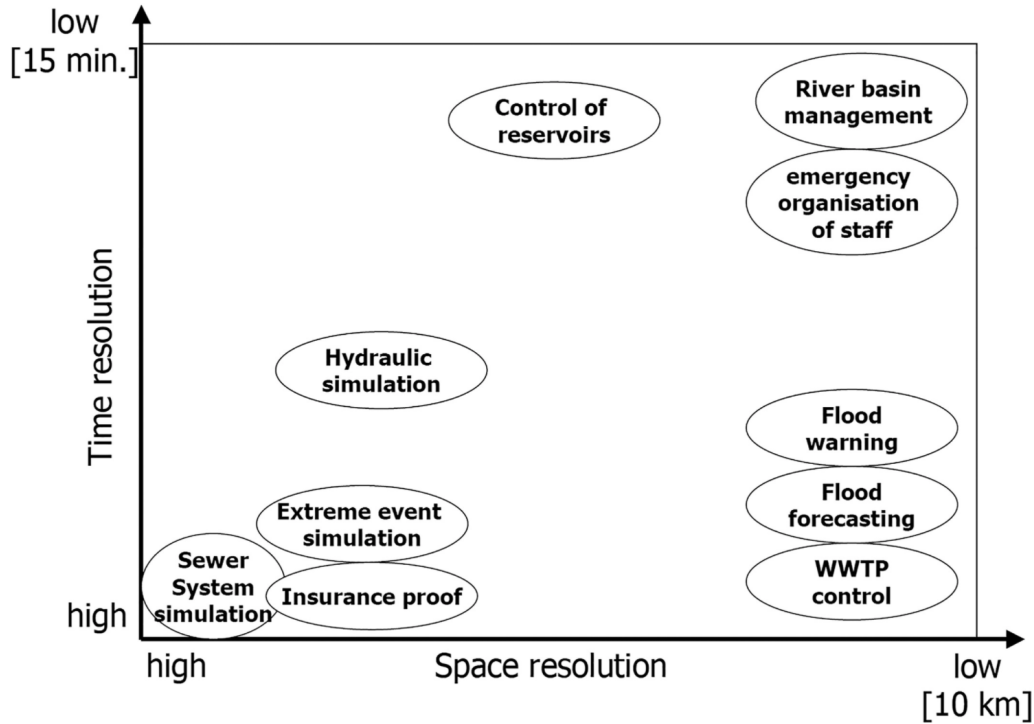 low
[15 min.]
Control of
reservoirs
River basin
management
emergency
organisation
of staff
Time resolution
Hydraulic
simulation
Flood
warning
Extreme event
simulation
Flood
forecasting
Sewer
System
simulation
Insurance proof
WWTP
control
high
high
Space resolution
low
[10 km]